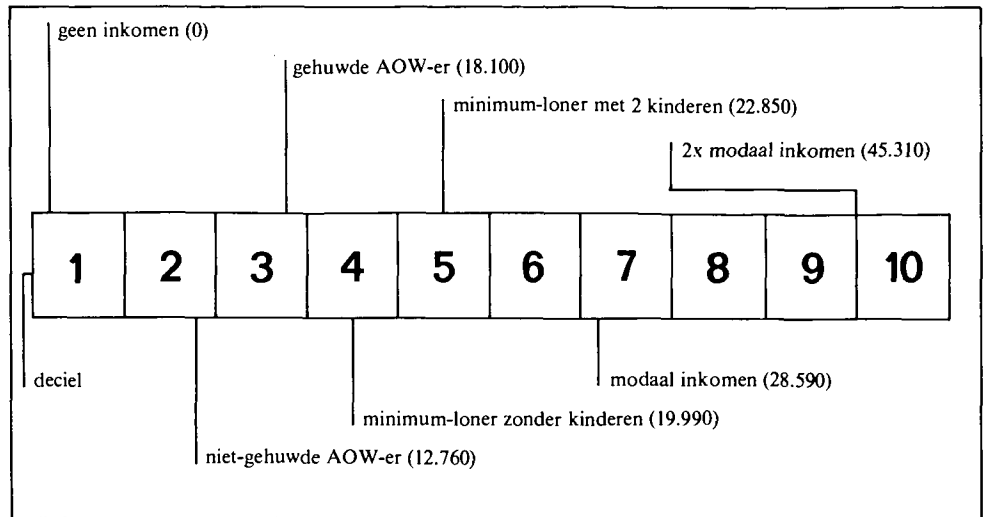 geen inkomen (0)
gehuwde AOW-er (18.100)
minimum-loner met 2 kinderen (22.850)
2x modaal inkomen (45.310)
1 2 3 4 5 6 7 8 9 10
deciel
modaal inkomen (28.590)
minimum-loner zonder kinderen (19.990)
niet-gehuwde AOW-er (12.760)